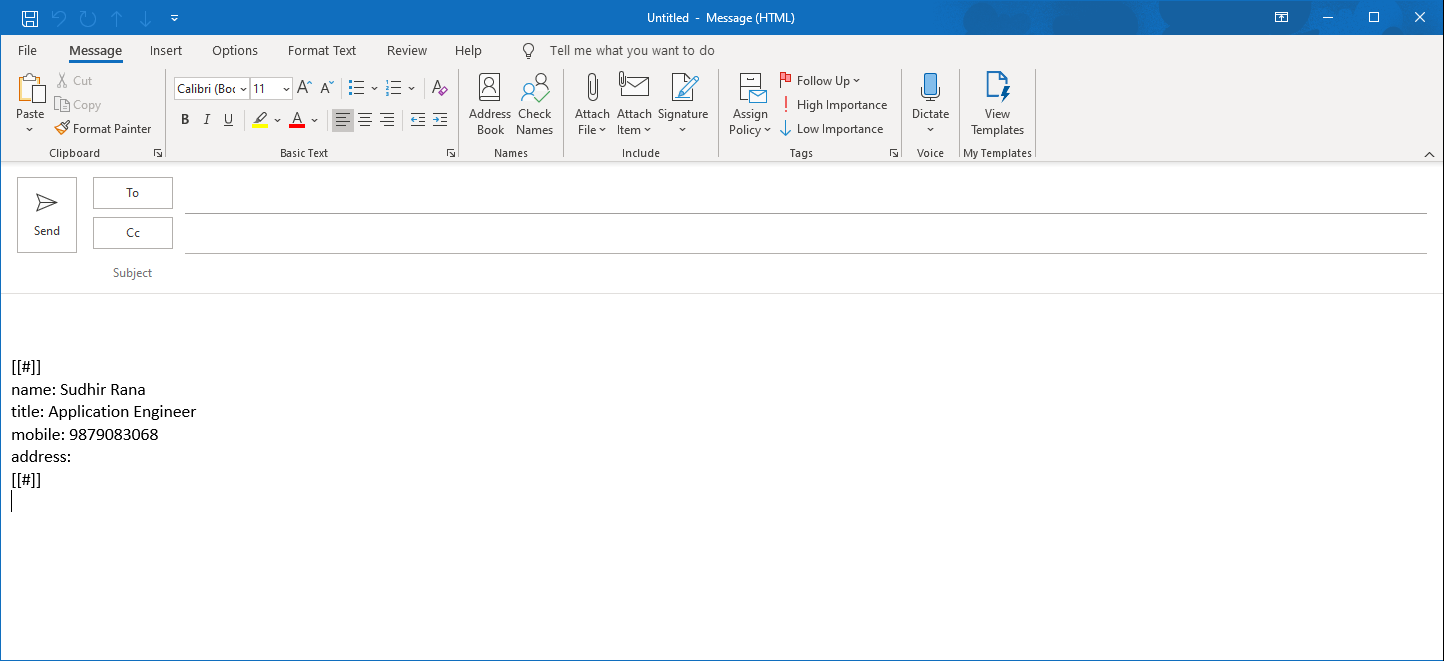 Untitled - Message (HTML)
File Message Insert Options Format Text Review Help Tell me what you want to do
Paste
Cut
Copy
Format Painter
Clipboard
Calibri (Boc 11
B I U
A
Basic Text
Address Book
Check Names
Names
Attach File
Attach Item
Signature
Include
Assign Policy
Follow Up
High Importance
Low Importance
Tags
Dictate
Voice
View Templates
My Templates
Send
To
Cc
Subject
[[#]]
name: Sudhir Rana
title: Application Engineer
mobile: 9879083068
address:
[[#]]